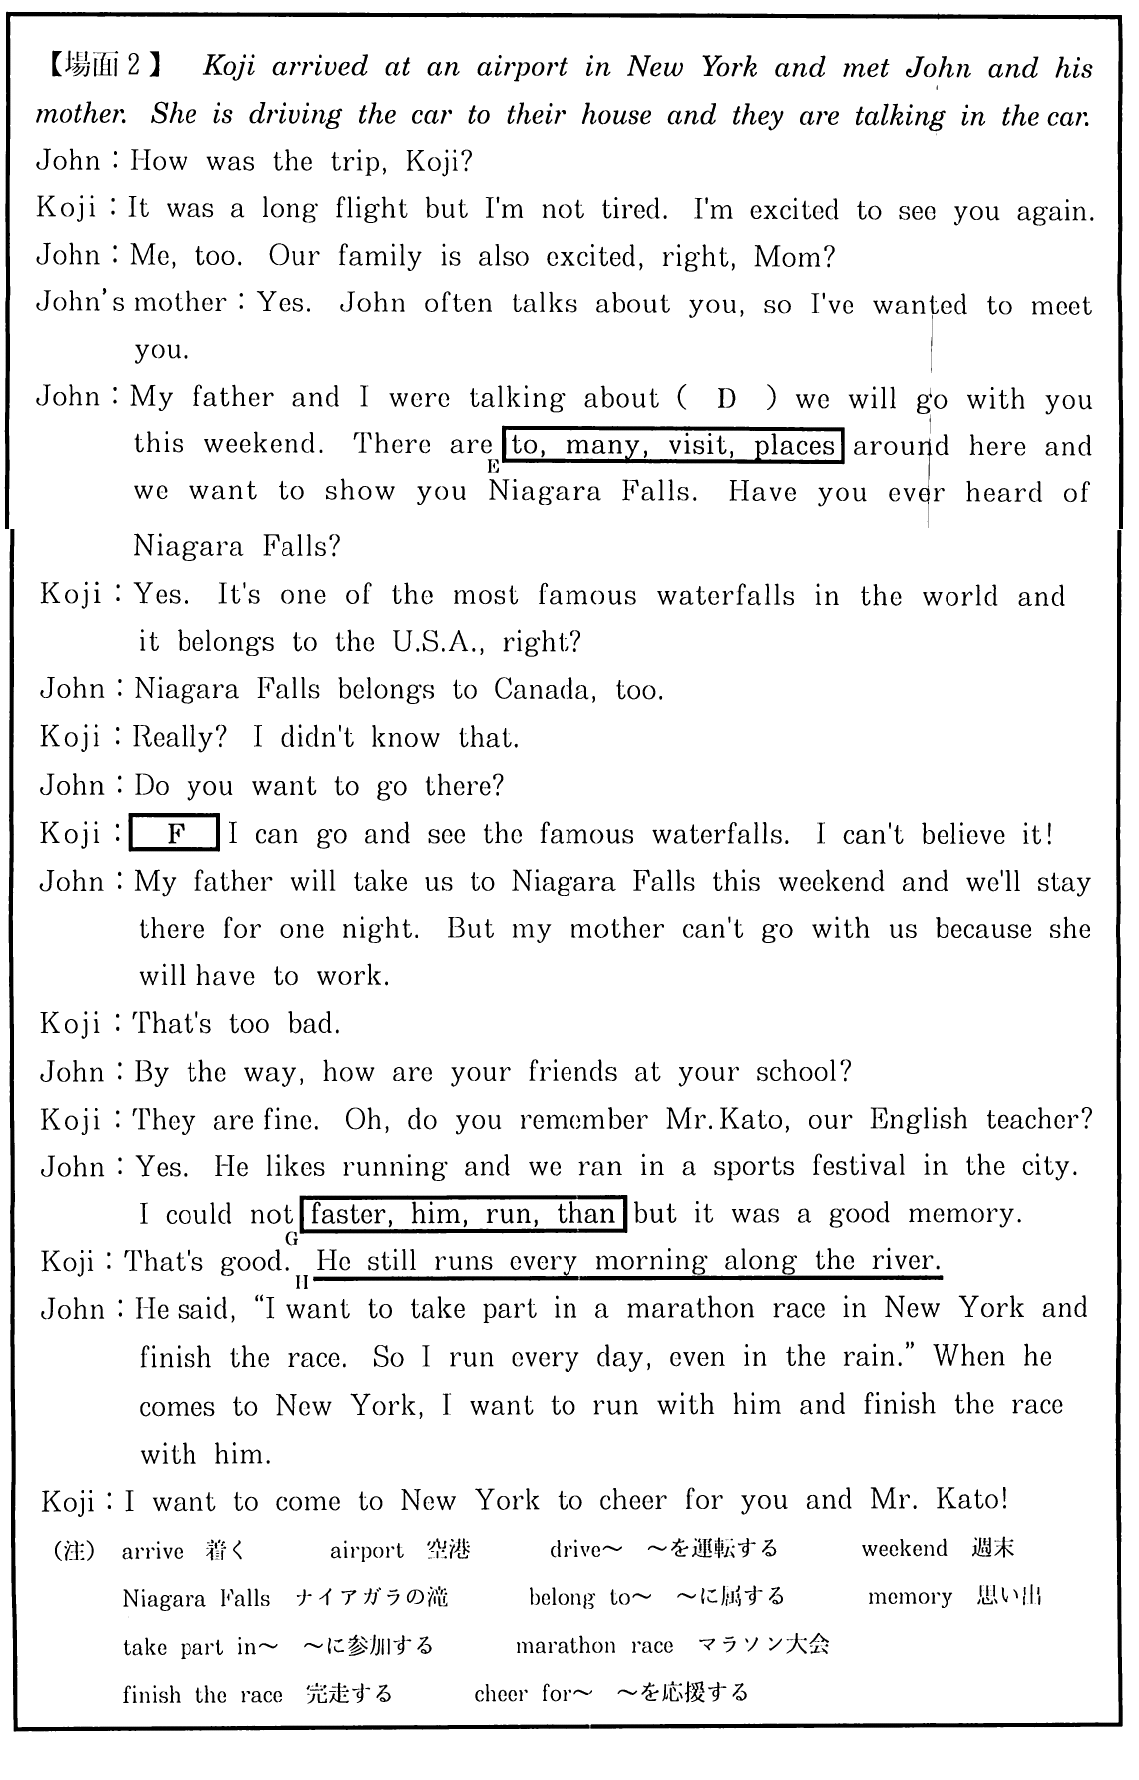 【場面2】 Koji arrived at an airport in New York and met John and his
mother. She is driving the car to their house and they are talking in the car.
John：How was the trip, Koji?
Koji：It was a long flight but I'm not tired. I'm excited to see you again.
John：Me, too. Our family is also excited, right, Mom?
John's mother：Yes. John often talks about you, so I've wanted to meet
you.
John：My father and I were talking about ( D ) we will go with you
this weekend. There are to, many, visit, places around here and
E
we want to show you Niagara Falls. Have you ever heard of
Niagara Falls?
Koji：Yes. It's one of the most famous waterfalls in the world and
it belongs to the U.S.A., right?
John：Niagara Falls belongs to Canada, too.
Koji：Really? I didn't know that.
John：Do you want to go there?
Koji：F I can go and see the famous waterfalls. I can't believe it!
John：My father will take us to Niagara Falls this weekend and we'll stay
there for one night. But my mother can't go with us because she
will have to work.
Koji：That's too bad.
John：By the way, how are your friends at your school?
Koji：They are fine. Oh, do you remember Mr. Kato, our English teacher?
John：Yes. He likes running and we ran in a sports festival in the city.
I could not faster, him, run, than but it was a good memory.
G
Koji：That's good. He still runs every morning along the river.
H
John：He said, “I want to take part in a marathon race in New York and
finish the race. So I run every day, even in the rain.” When he
comes to New York, I want to run with him and finish the race
with him.
Koji：I want to come to New York to cheer for you and Mr. Kato!
(注) arrive 着く airport 空港 drive～ ～を運転する weekend 週末
Niagara Falls ナイアガラの滝 belong to～ ～に属する memory 思い出
take part in～ ～に参加する marathon race マラソン大会
finish the race 完走する cheer for～ ～を応援する